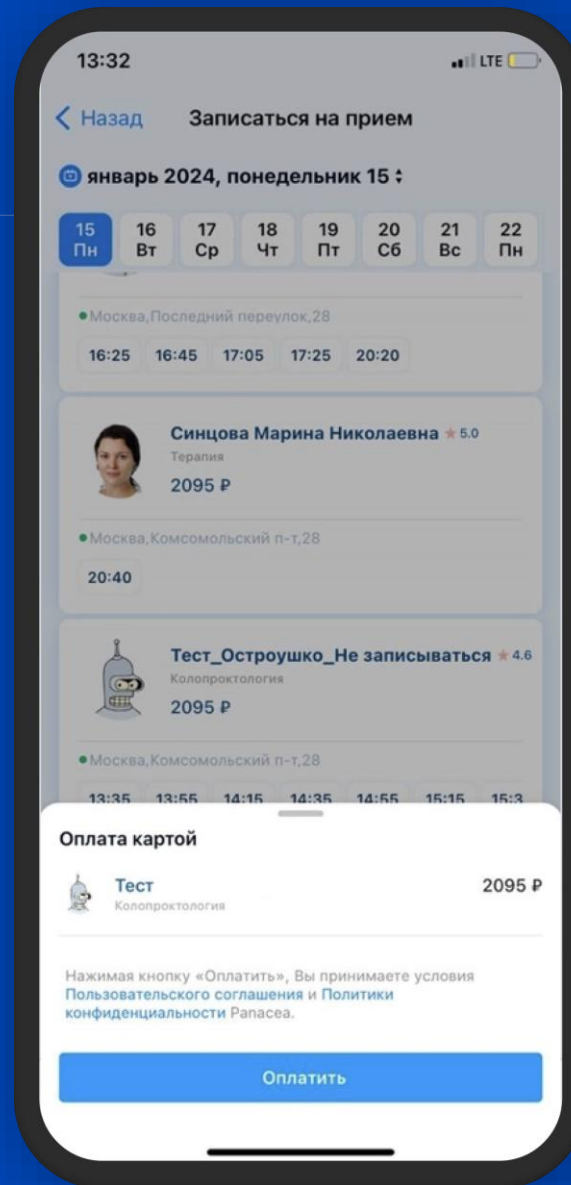 13:32
LTE
Назад
Записаться на прием
январь 2024, понедельник 15
15 16 17 18 19 20 21 22
Пн Вт Ср Чт Пт Сб Вс Пн
Москва,Последний переулок,28
16:25 16:45 17:05 17:25 20:20
Синцова Марина Николаевна 5.0
Терапия
2095 ₽
Москва,Комсомольский п-т,28
20:40
Тест_Остроушко_Не записываться 4.6
Колопроктология
2095 ₽
Москва,Комсомольский п-т,28
13:35 13:55 14:15 14:35 14:55 15:15 15:3
Оплата картой
Тест 2095 ₽
Колопроктология
Нажимая кнопку «Оплатить», Вы принимаете условия
Пользовательского соглашения и Политики
конфиденциальности Panacea.
Оплатить